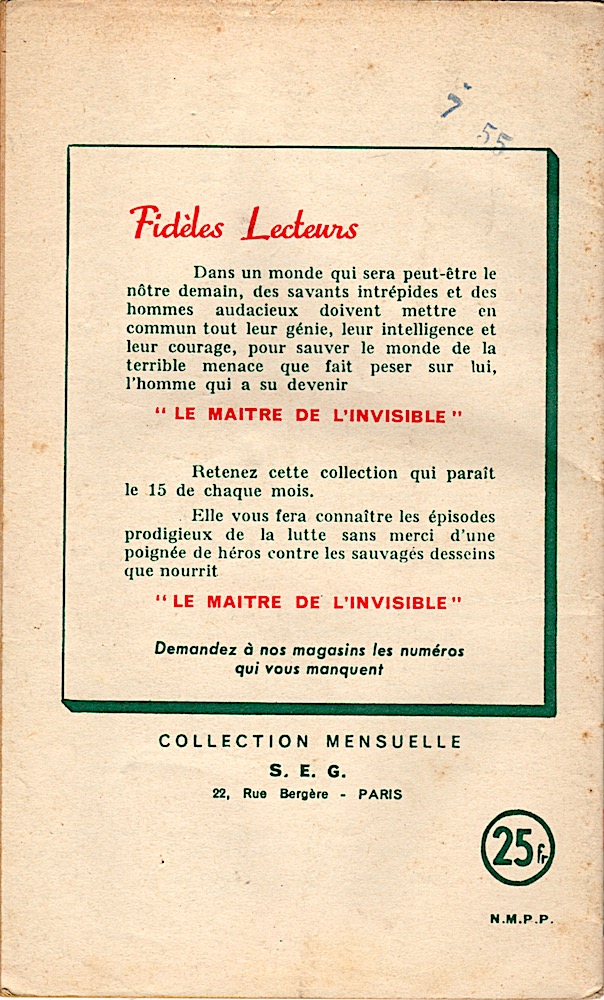 7 55
Fidèles Lecteurs
Dans un monde qui sera peut-être le
nôtre demain, des savants intrépides et des
hommes audacieux doivent mettre en
commun tout leur génie, leur intelligence et
leur courage, pour sauver le monde de la
terrible menace que fait peser sur lui,
l'homme qui a su devenir
" LE MAITRE DE L'INVISIBLE "
Retenez cette collection qui paraît
le 15 de chaque mois.
Elle vous fera connaître les épisodes
prodigieux de la lutte sans merci d'une
poignée de héros contre les sauvages desseins
que nourrit
" LE MAITRE DE L'INVISIBLE "
Demandez à nos magasins les numéros
qui vous manquent
COLLECTION MENSUELLE
S. E. G.
22, Rue Bergère - PARIS
25 fr
N.M.P.P.